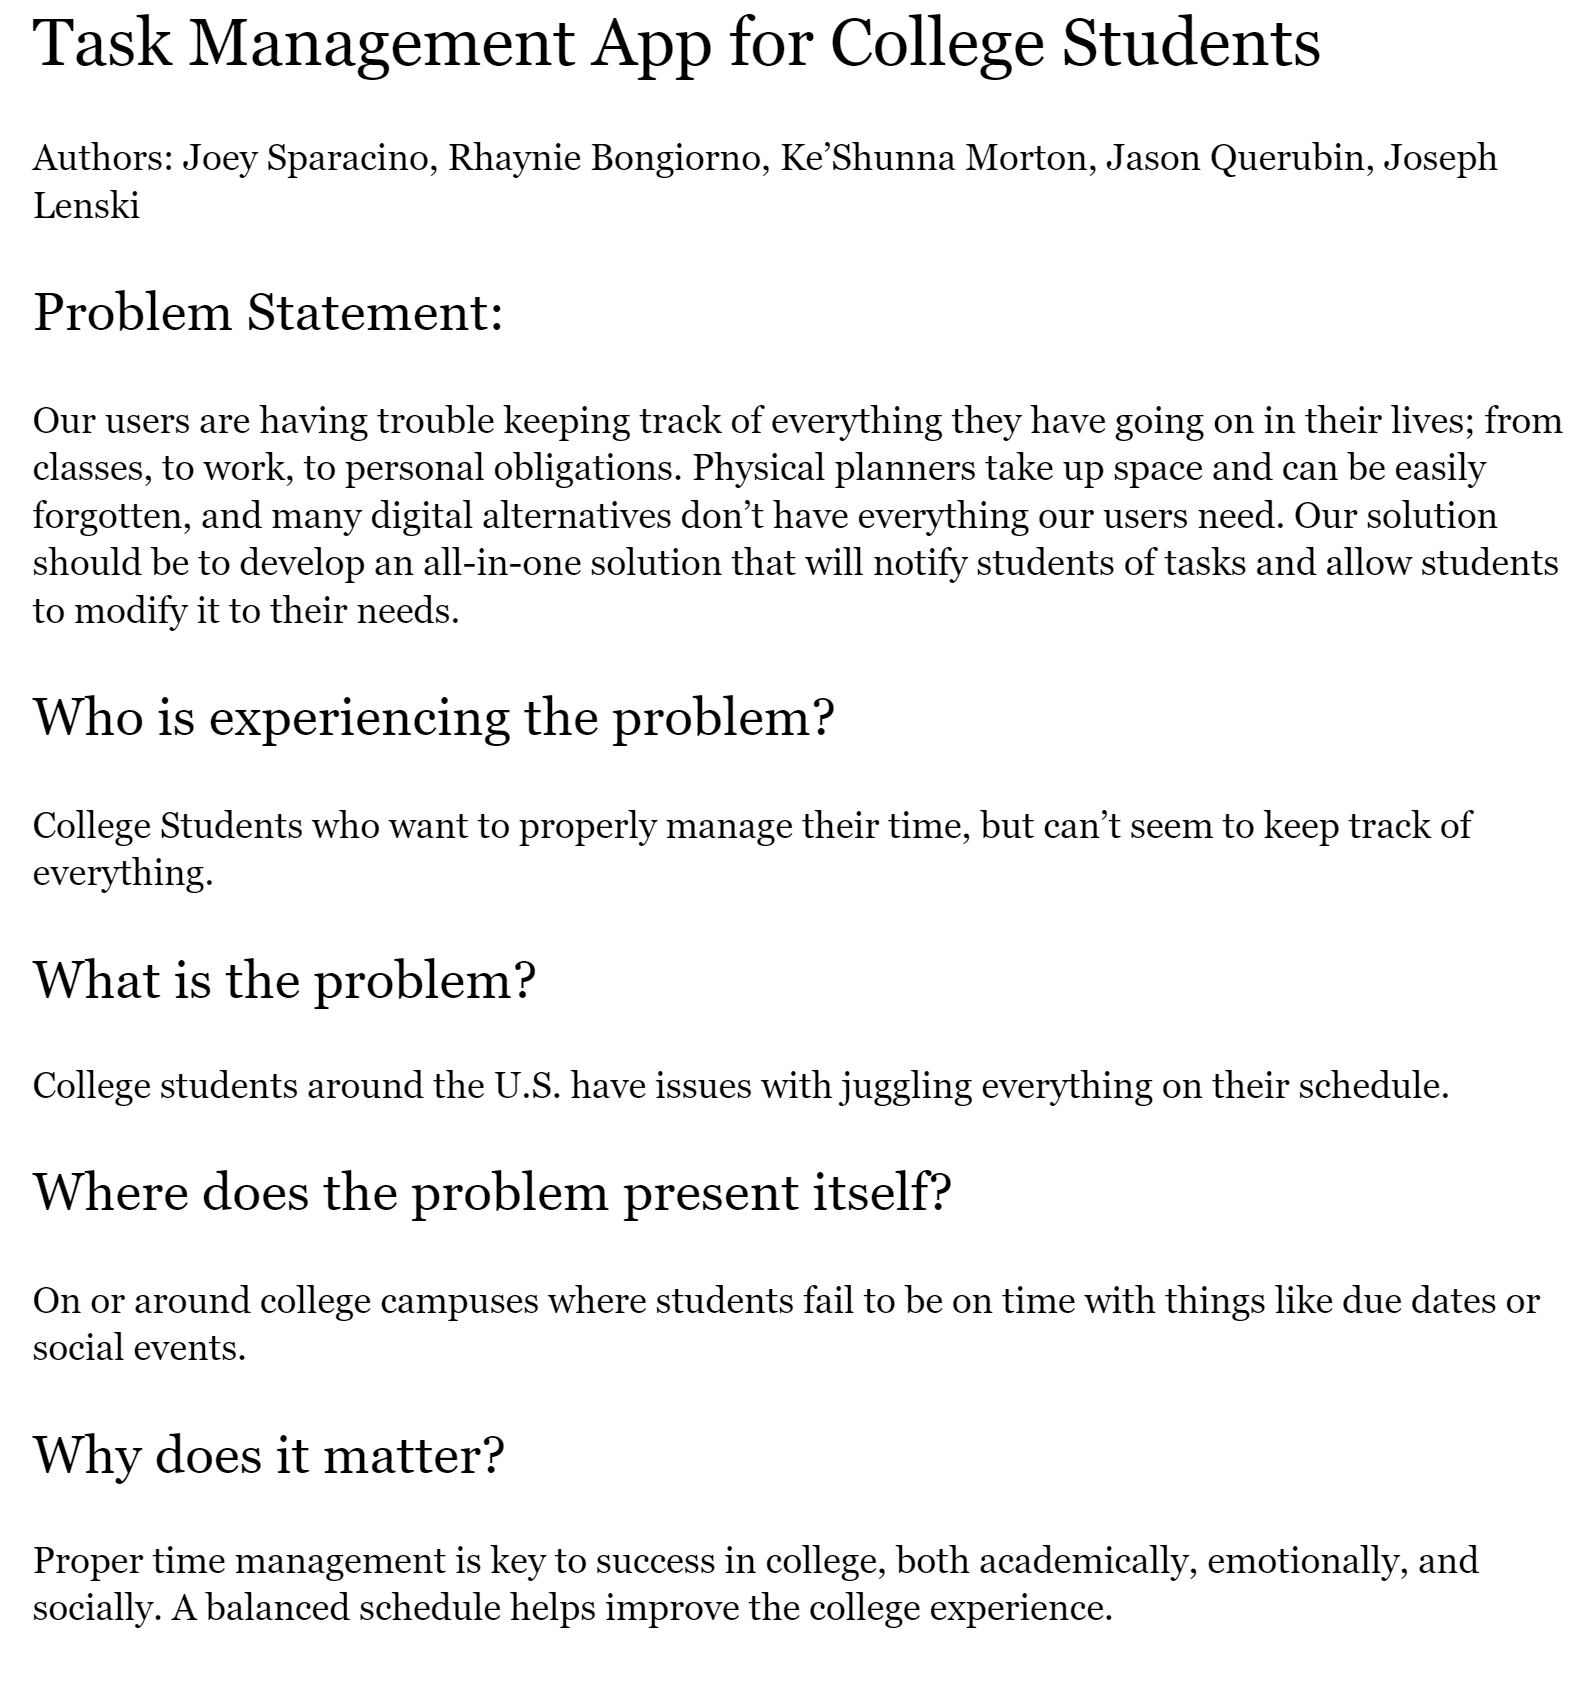 Task Management App for College Students
Authors: Joey Sparacino, Rhaynie Bongiorno, Ke’Shunna Morton, Jason Querubin, Joseph
Lenski
Problem Statement:
Our users are having trouble keeping track of everything they have going on in their lives; from
classes, to work, to personal obligations. Physical planners take up space and can be easily
forgotten, and many digital alternatives don’t have everything our users need. Our solution
should be to develop an all-in-one solution that will notify students of tasks and allow students
to modify it to their needs.
Who is experiencing the problem?
College Students who want to properly manage their time, but can’t seem to keep track of
everything.
What is the problem?
College students around the U.S. have issues with juggling everything on their schedule.
Where does the problem present itself?
On or around college campuses where students fail to be on time with things like due dates or
social events.
Why does it matter?
Proper time management is key to success in college, both academically, emotionally, and
socially. A balanced schedule helps improve the college experience.